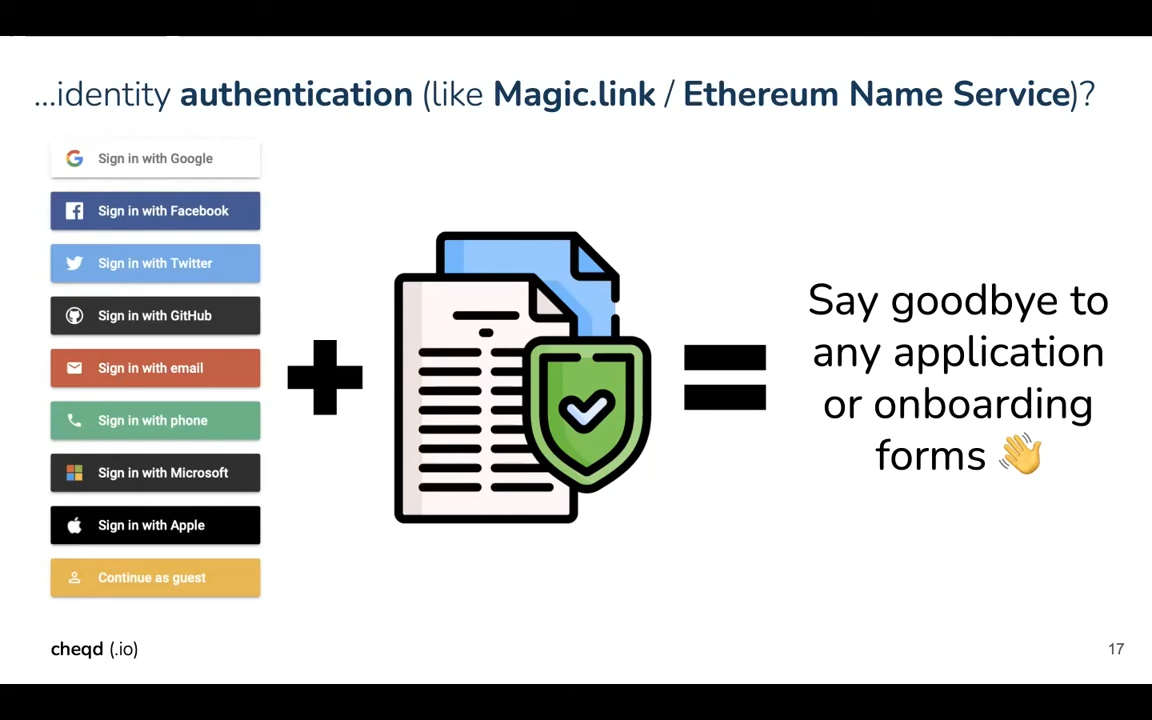 ...identity authentication (like Magic.link / Ethereum Name Service)?
Sign in with Google
Sign in with Facebook
Sign in with Twitter
Sign in with GitHub
Sign in with email
Sign in with phone
Sign in with Microsoft
Sign in with Apple
Continue as guest
Say goodbye to
any application
or onboarding
forms 👋
cheqd (.io)
17